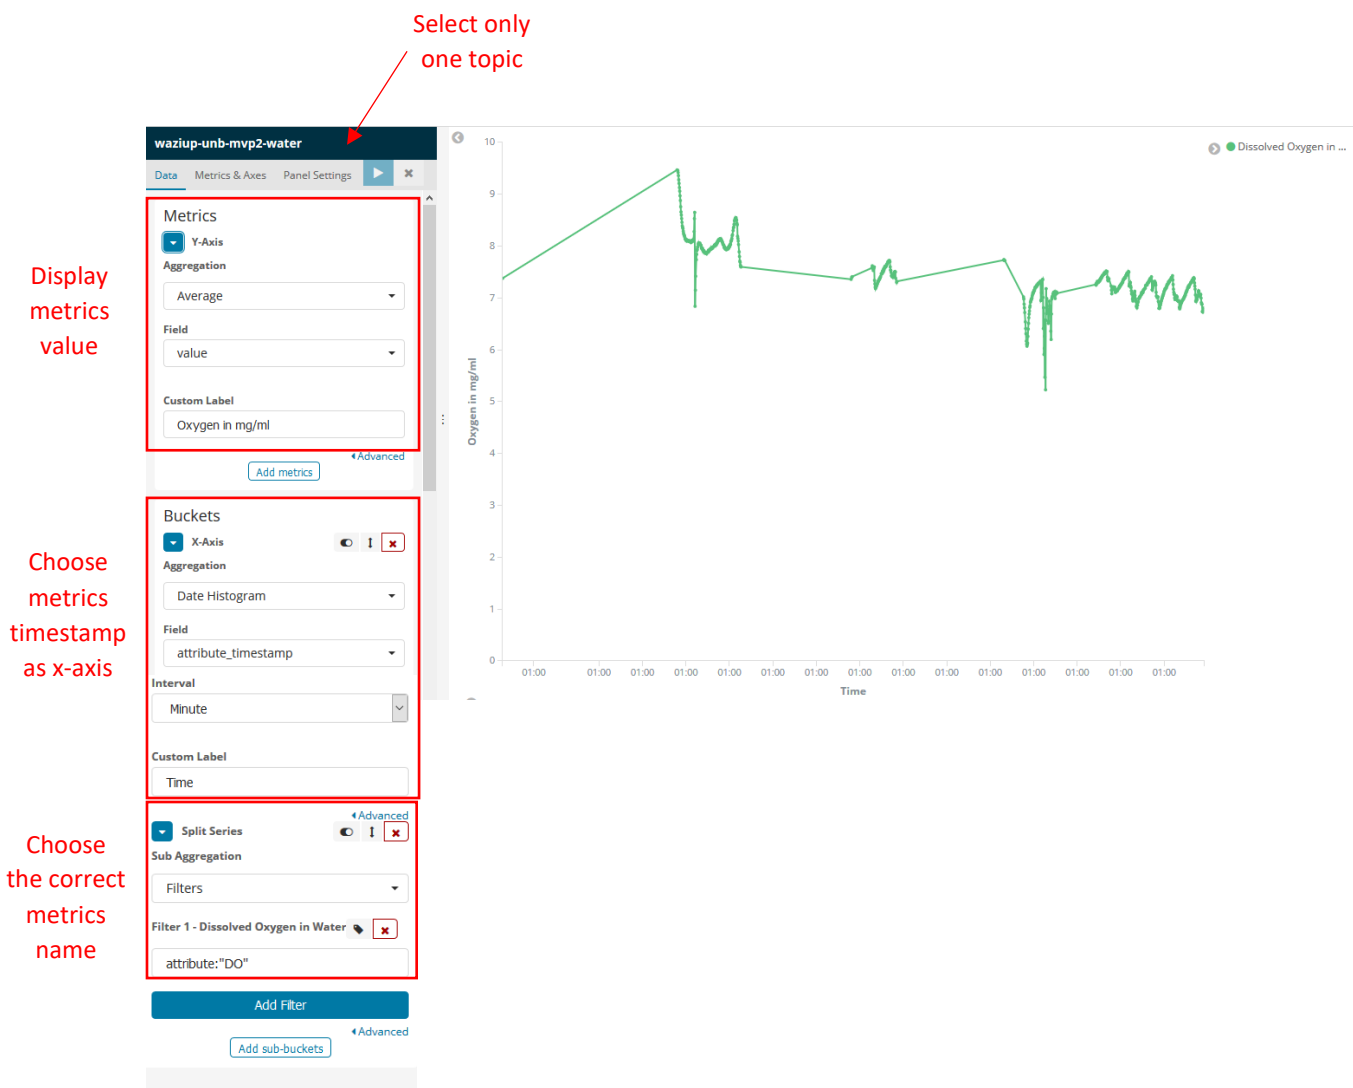 Select only
one topic
waziup-unb-mvp2-water
Data Metrics & Axes Panel Settings
Metrics
Y-Axis
Aggregation
Average
Field
value
Custom Label
Oxygen in mg/ml
Advanced
Add metrics
Display
metrics
value
Buckets
X-Axis
Aggregation
Date Histogram
Field
attribute_timestamp
Interval
Minute
Custom Label
Time
Choose
metrics
timestamp
as x-axis
Advanced
Split Series
Sub Aggregation
Filters
Filter 1 - Dissolved Oxygen in Water
attribute:"DO"
Choose
the correct
metrics
name
Add Filter
Advanced
Add sub-buckets
Dissolved Oxygen in ...
10
9
8
7
6
5
4
3
2
1
0
Oxygen in mg/ml
01:00 01:00 01:00 01:00 01:00 01:00 01:00 01:00 01:00 01:00 01:00 01:00 01:00 01:00 01:00
Time